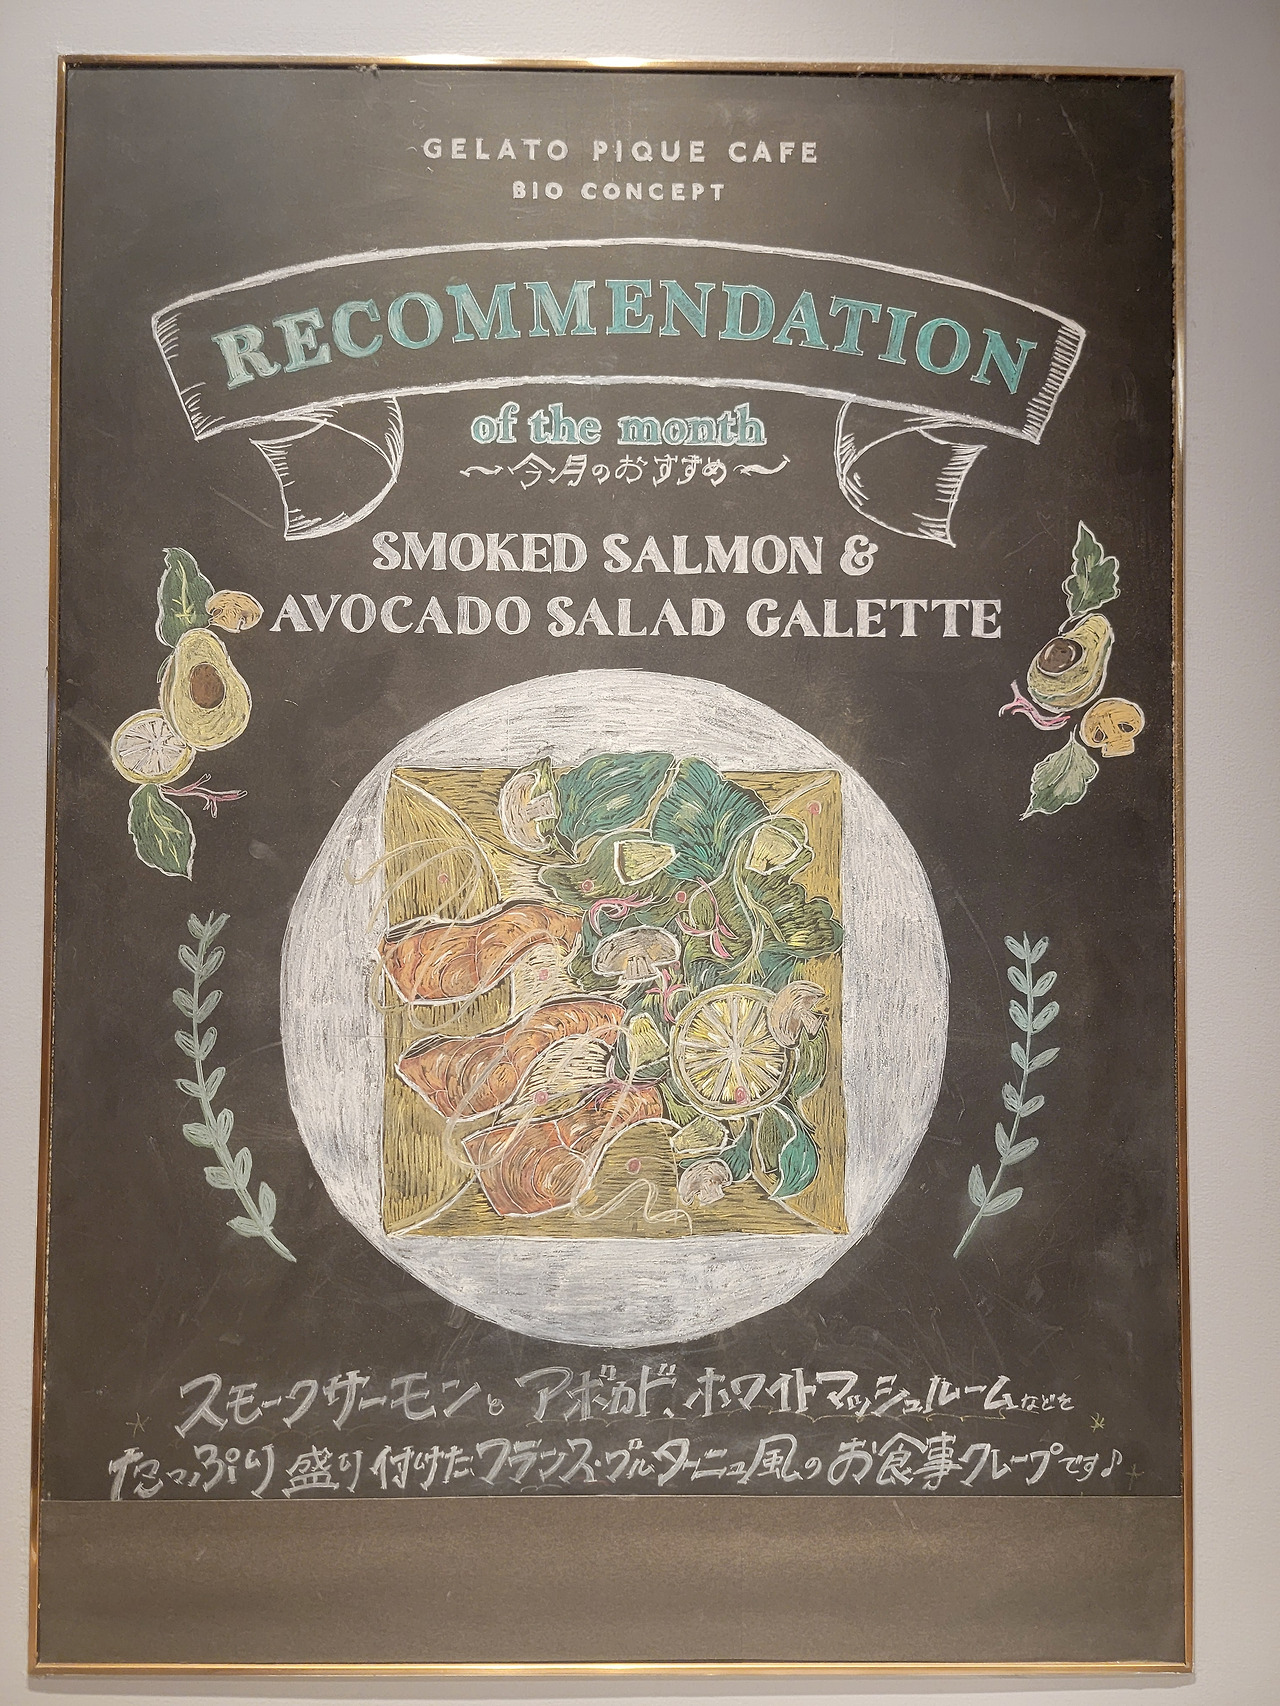 GELATO PIQUE CAFE
BIO CONCEPT
RECOMMENDATION
of the month
～今月のおすすめ～
SMOKED SALMON &
AVOCADO SALAD GALETTE
スモークサーモンと アボカド、ホワイトマッシュルームなどを
たっぷり盛り付けたフランス・ブルターニュ風のお食事クレープです♪